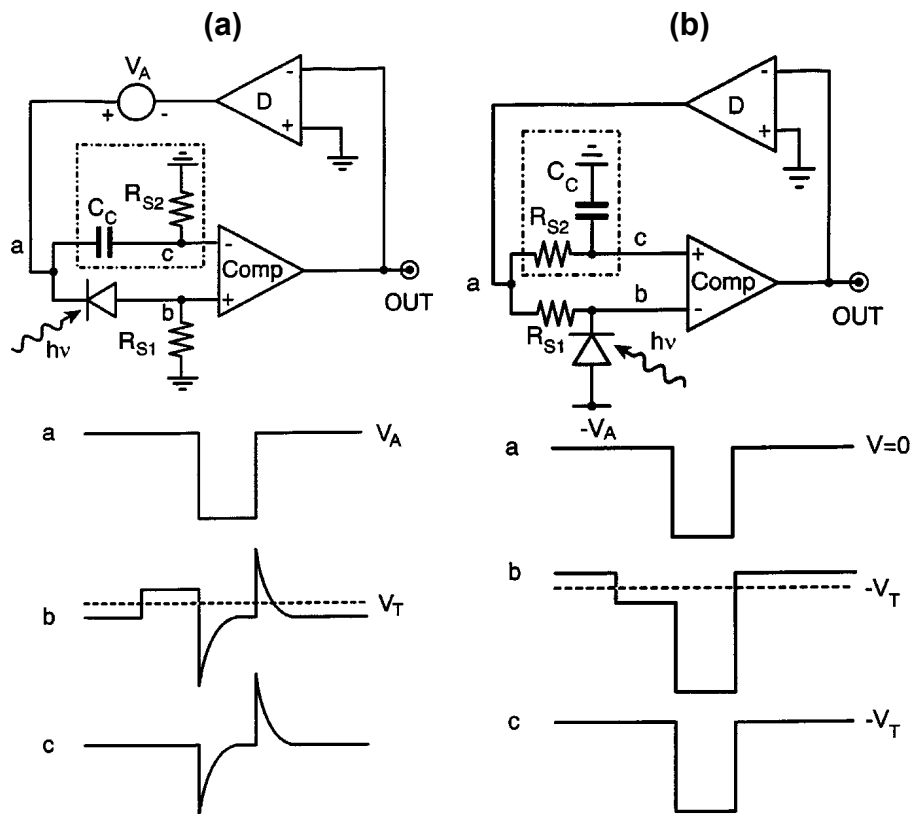 (a)
V_A
+ -
D
-
+
R_S2
C_C
a
c
-
Comp
+
OUT
b
hν
R_S1
a
V_A
b
V_T
c
(b)
D
-
+
C_C
R_S2
c
+
a
Comp
b
-
OUT
R_S1
hν
-V_A
a
V=0
b
-V_T
c
-V_T